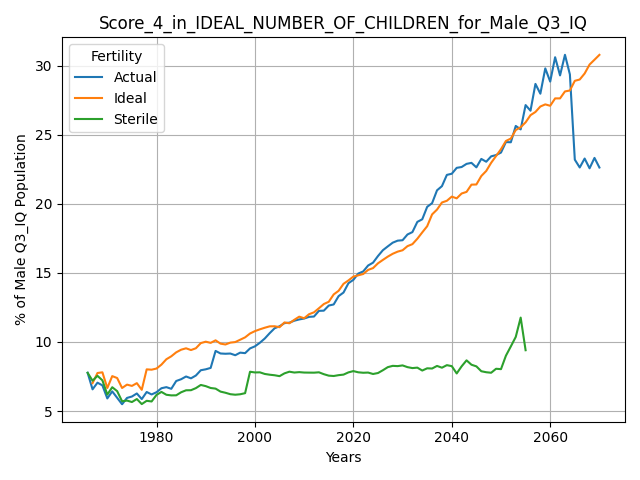 Score_4_in_IDEAL_NUMBER_OF_CHILDREN_for_Male_Q3_IQ
Fertility
Actual
Ideal
Sterile
30
25
20
15
10
5
% of Male Q3_IQ Population
1980
2000
2020
2040
2060
Years